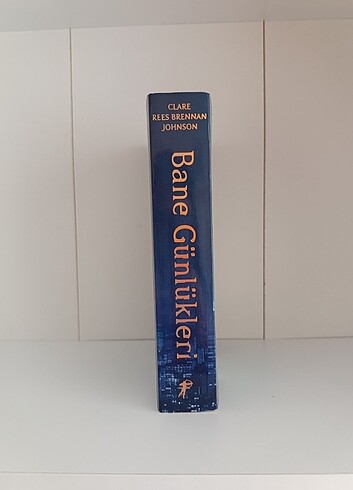 CLARE
REES BRENNAN
JOHNSON
Bane Günlükleri